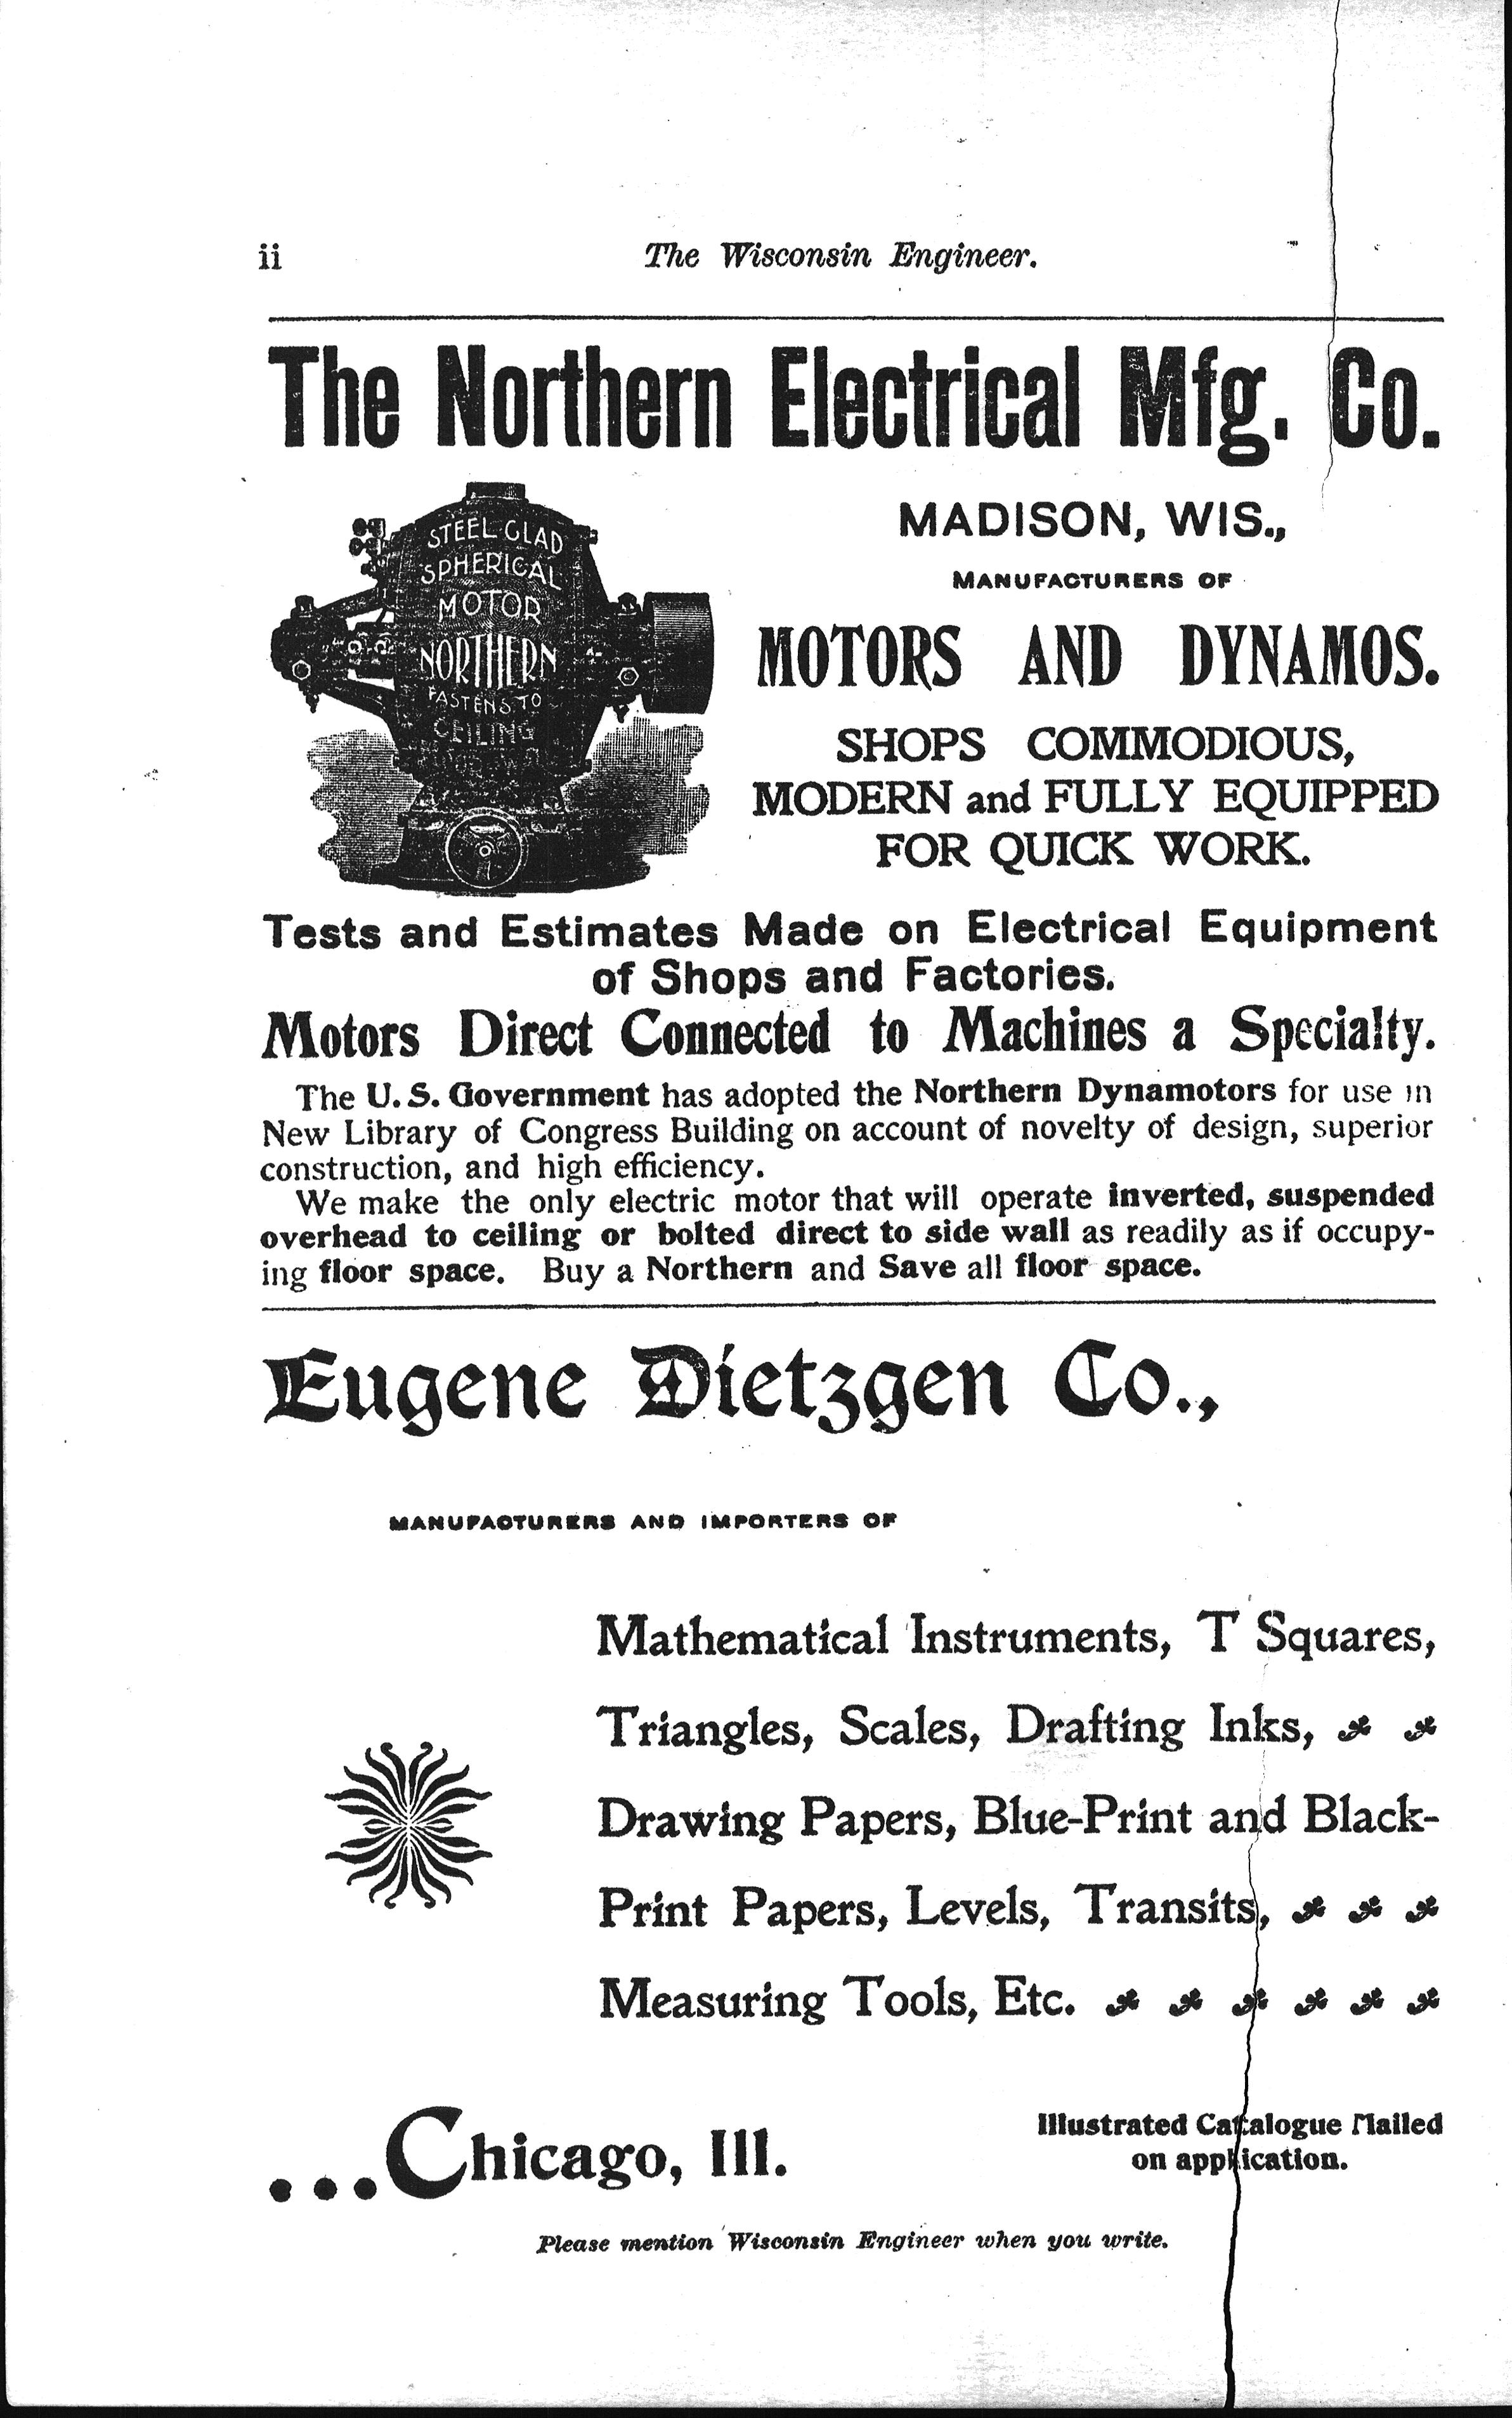 ii
The Wisconsin Engineer.
The Northern Electrical Mfg. Co.
STEEL CLAD
SPHERICAL
MOTOR
NORTHERN
FASTENS TO
CEILING
MADISON, WIS.,
MANUFACTURERS OF
MOTORS AND DYNAMOS.
SHOPS COMMODIOUS,
MODERN and FULLY EQUIPPED
FOR QUICK WORK.
Tests and Estimates Made on Electrical Equipment
of Shops and Factories.
Motors Direct Connected to Machines a Specialty.
The U. S. Government has adopted the Northern Dynamotors for use in
New Library of Congress Building on account of novelty of design, superior
construction, and high efficiency.
We make the only electric motor that will operate inverted, suspended
overhead to ceiling or bolted direct to side wall as readily as if occupy-
ing floor space. Buy a Northern and Save all floor space.
Eugene Dietzgen Co.,
MANUFACTURERS AND IMPORTERS OF
Mathematical Instruments, T Squares,
Triangles, Scales, Drafting Inks,
Drawing Papers, Blue-Print and Black-
Print Papers, Levels, Transits,
Measuring Tools, Etc.
...Chicago, Ill.
Illustrated Catalogue Mailed
on application.
Please mention Wisconsin Engineer when you write.